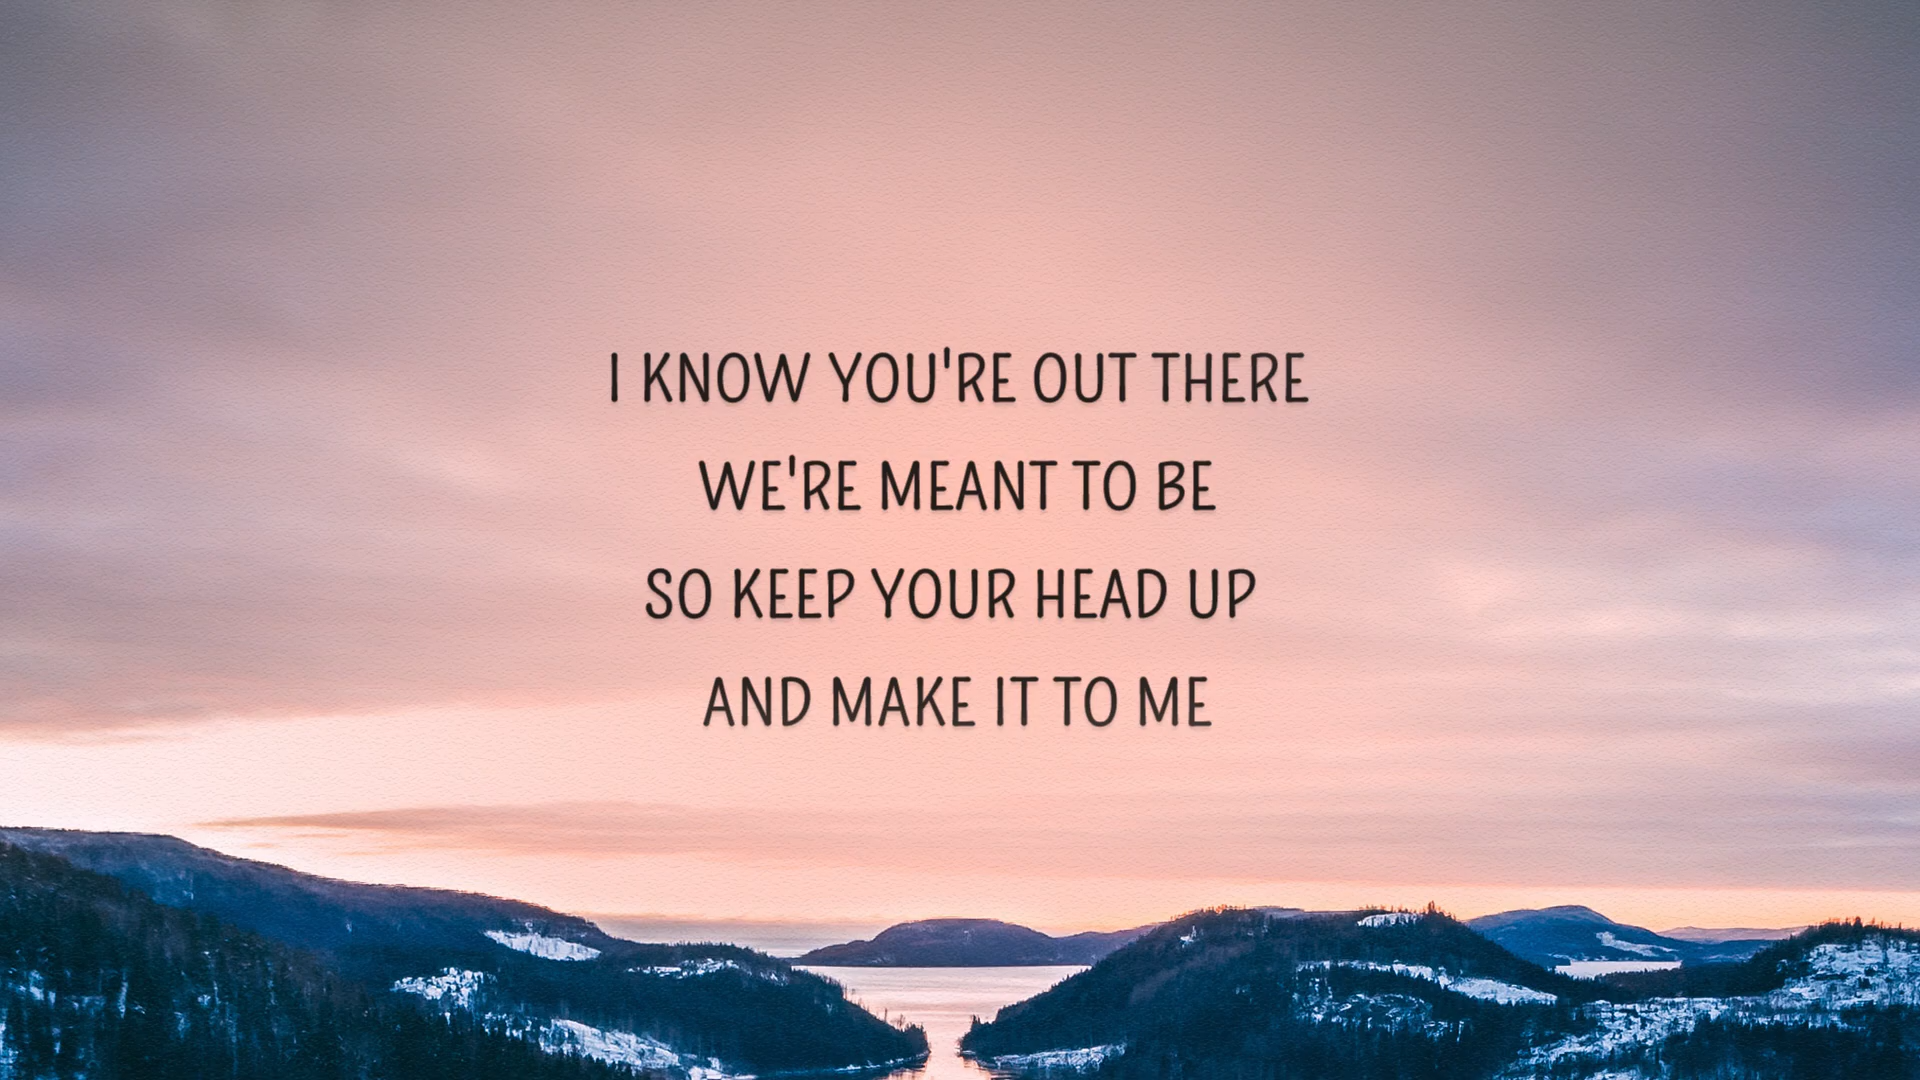 I KNOW YOU'RE OUT THERE
WE'RE MEANT TO BE
SO KEEP YOUR HEAD UP
AND MAKE IT TO ME